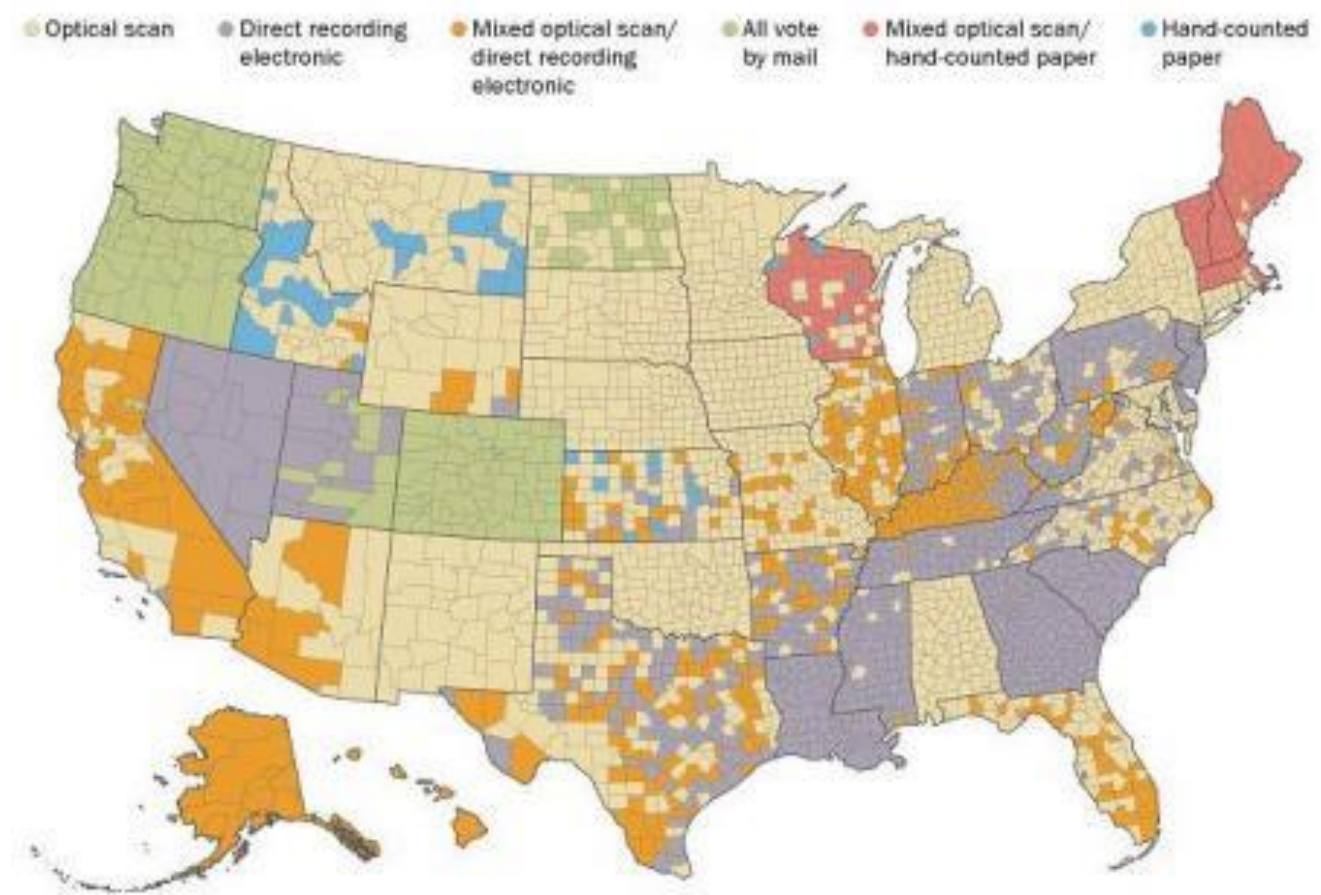 Optical scan
Direct recording
electronic
Mixed optical scan/
direct recording
electronic
All vote
by mail
Mixed optical scan/
hand-counted paper
Hand-counted
paper